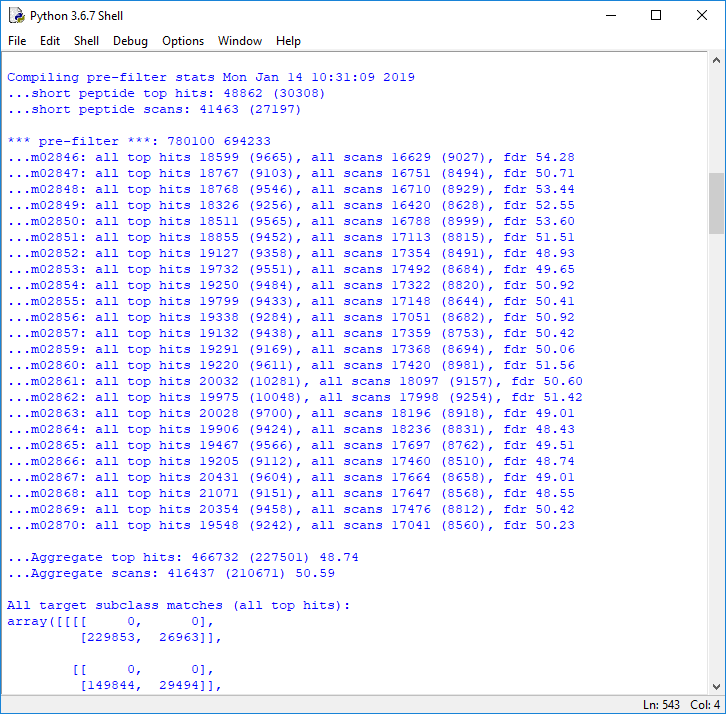 Python 3.6.7 Shell
File Edit Shell Debug Options Window Help
Compiling pre-filter stats Mon Jan 14 10:31:09 2019
...short peptide top hits: 48862 (30308)
...short peptide scans: 41463 (27197)
*** pre-filter ***: 780100 694233
...m02846: all top hits 18599 (9665), all scans 16629 (9027), fdr 54.28
...m02847: all top hits 18767 (9103), all scans 16751 (8494), fdr 50.71
...m02848: all top hits 18768 (9546), all scans 16710 (8929), fdr 53.44
...m02849: all top hits 18326 (9256), all scans 16420 (8628), fdr 52.55
...m02850: all top hits 18511 (9565), all scans 16788 (8999), fdr 53.60
...m02851: all top hits 18855 (9452), all scans 17113 (8815), fdr 51.51
...m02852: all top hits 19127 (9358), all scans 17354 (8491), fdr 48.93
...m02853: all top hits 19732 (9551), all scans 17492 (8684), fdr 49.65
...m02854: all top hits 19250 (9484), all scans 17322 (8820), fdr 50.92
...m02855: all top hits 19799 (9433), all scans 17148 (8644), fdr 50.41
...m02856: all top hits 19338 (9284), all scans 17051 (8682), fdr 50.92
...m02857: all top hits 19132 (9438), all scans 17359 (8753), fdr 50.42
...m02859: all top hits 19291 (9169), all scans 17368 (8694), fdr 50.06
...m02860: all top hits 19220 (9611), all scans 17420 (8981), fdr 51.56
...m02861: all top hits 20032 (10281), all scans 18097 (9157), fdr 50.60
...m02862: all top hits 19975 (10048), all scans 17998 (9254), fdr 51.42
...m02863: all top hits 20028 (9700), all scans 18196 (8918), fdr 49.01
...m02864: all top hits 19906 (9424), all scans 18236 (8831), fdr 48.43
...m02865: all top hits 19467 (9566), all scans 17697 (8762), fdr 49.51
...m02866: all top hits 19205 (9112), all scans 17460 (8510), fdr 48.74
...m02867: all top hits 20431 (9604), all scans 17664 (8658), fdr 49.01
...m02868: all top hits 21071 (9151), all scans 17647 (8568), fdr 48.55
...m02869: all top hits 20354 (9458), all scans 17476 (8812), fdr 50.42
...m02870: all top hits 19548 (9242), all scans 17041 (8560), fdr 50.23
...Aggregate top hits: 466732 (227501) 48.74
...Aggregate scans: 416437 (210671) 50.59
All target subclass matches (all top hits):
array([[[[     0,      0],
[229853,  26963]],
[[     0,      0],
[149844,  29494]],
Ln: 543 Col: 4